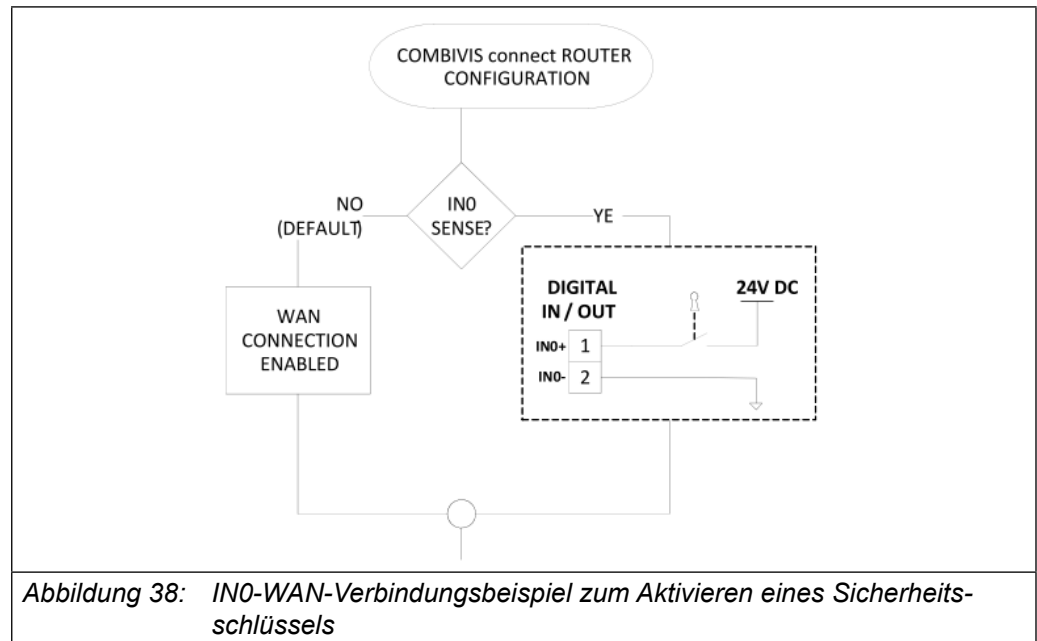 COMBIVIS connect ROUTER
CONFIGURATION
NO
(DEFAULT)
IN0
SENSE?
YE
WAN
CONNECTION
ENABLED
DIGITAL
IN / OUT
24V DC
IN0+ 1
IN0- 2
Abbildung 38: IN0-WAN-Verbindungsbeispiel zum Aktivieren eines Sicherheits-
schlüssels